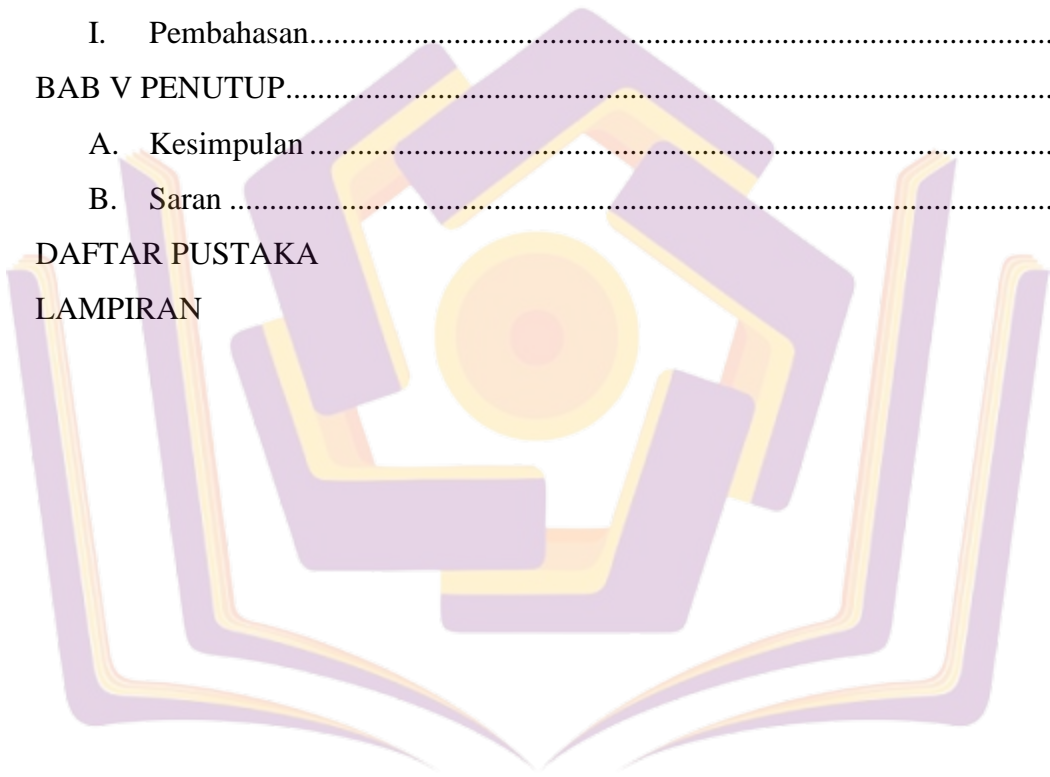 I. Pembahasan..........................................................................................
BAB V PENUTUP..........................................................................................
A. Kesimpulan ..........................................................................................
B. Saran ..........................................................................................
DAFTAR PUSTAKA
LAMPIRAN